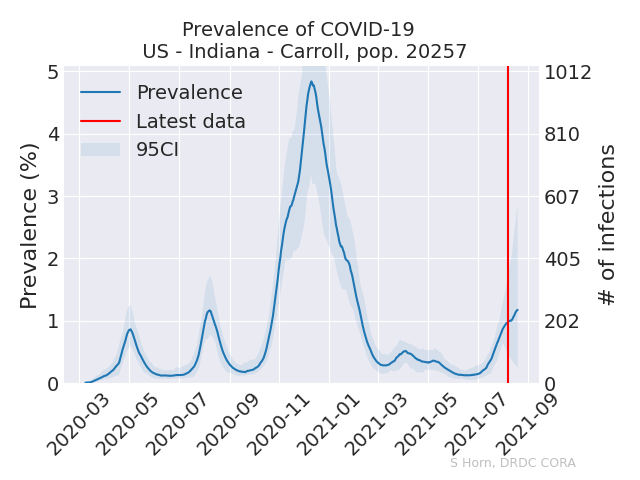 Prevalence of COVID-19
US - Indiana - Carroll, pop. 20257
Prevalence
Latest data
95CI
Prevalence (%)
5
4
3
2
1
0
1012
810
607
405
202
0
# of infections
2020-03
2020-05
2020-07
2020-09
2020-11
2021-01
2021-03
2021-05
2021-07
2021-09
S Horn, DRDC CORA